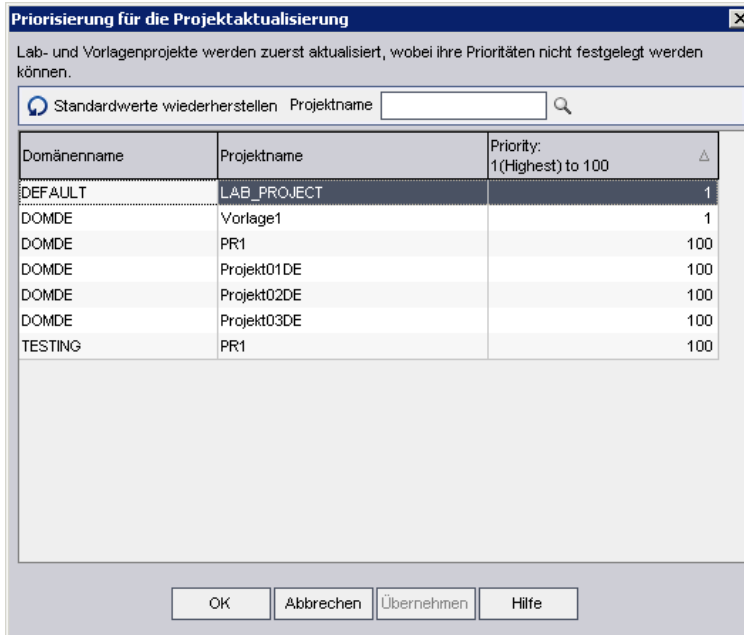 Priorisierung für die Projektaktualisierung
Lab- und Vorlagenprojekte werden zuerst aktualisiert, wobei ihre Prioritäten nicht festgelegt werden
können.
Standardwerte wiederherstellen Projektname
Domänenname Projektname Priority:
1(Highest) to 100
DEFAULT LAB_PROJECT 1
DOMDE Vorlage1 1
DOMDE PR1 100
DOMDE Projekt01DE 100
DOMDE Projekt02DE 100
DOMDE Projekt03DE 100
TESTING PR1 100
OK Abbrechen Übernehmen Hilfe